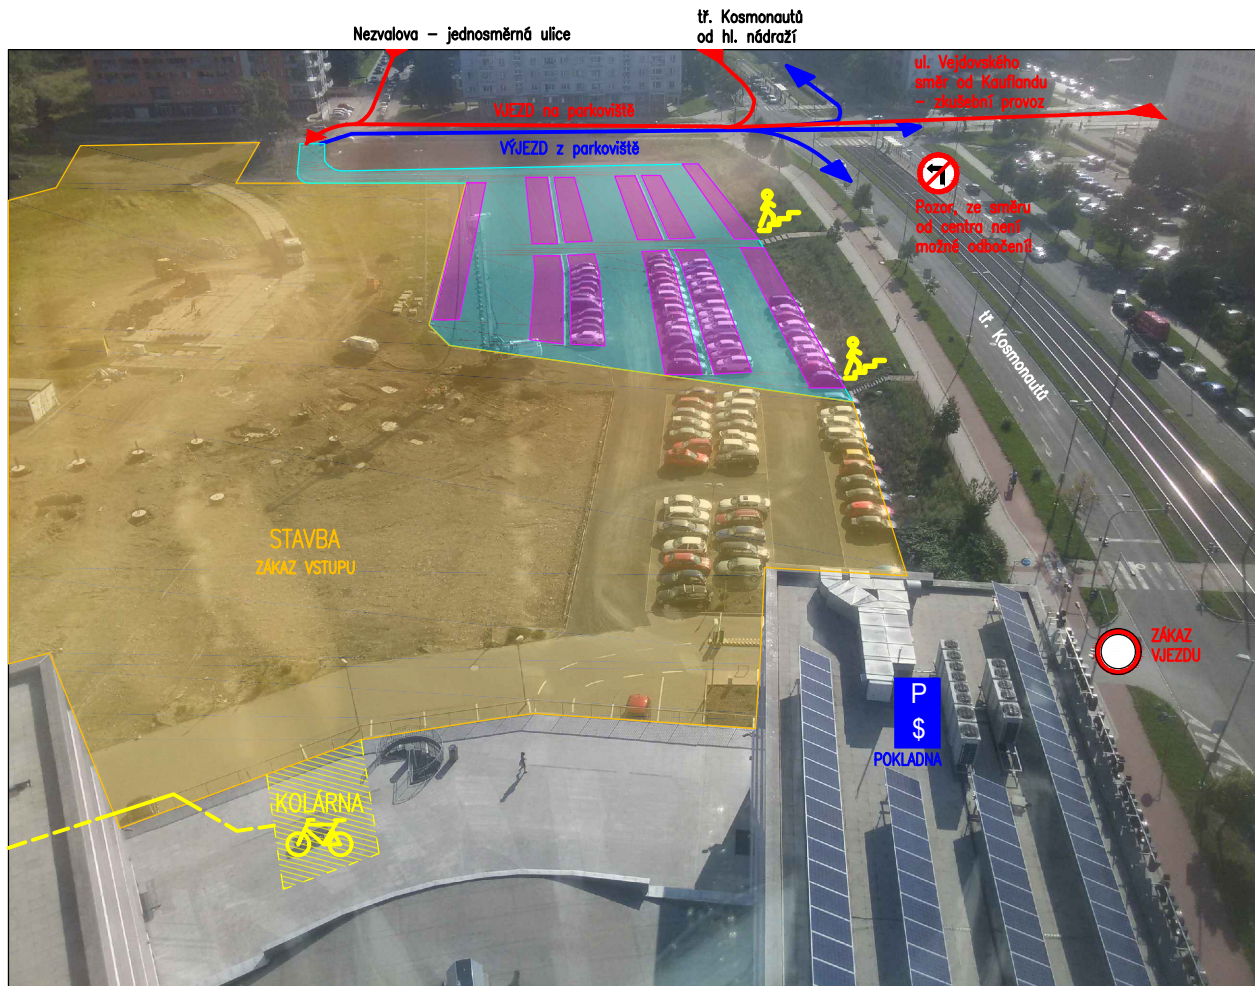 Nezvalova – jednosměrná ulice
tř. Kosmonautů
od hl. nádraží
ul. Vejdovského
směr od Kauflandu
– zkušební provoz
VJEZD na parkoviště
VÝJEZD z parkoviště
Pozor, ze směru
od centra není
možné odbočení!
tř. Kosmonautů
STAVBA
ZÁKAZ VSTUPU
ZÁKAZ
VJEZDU
P
$
POKLADNA
KOLÁRNA